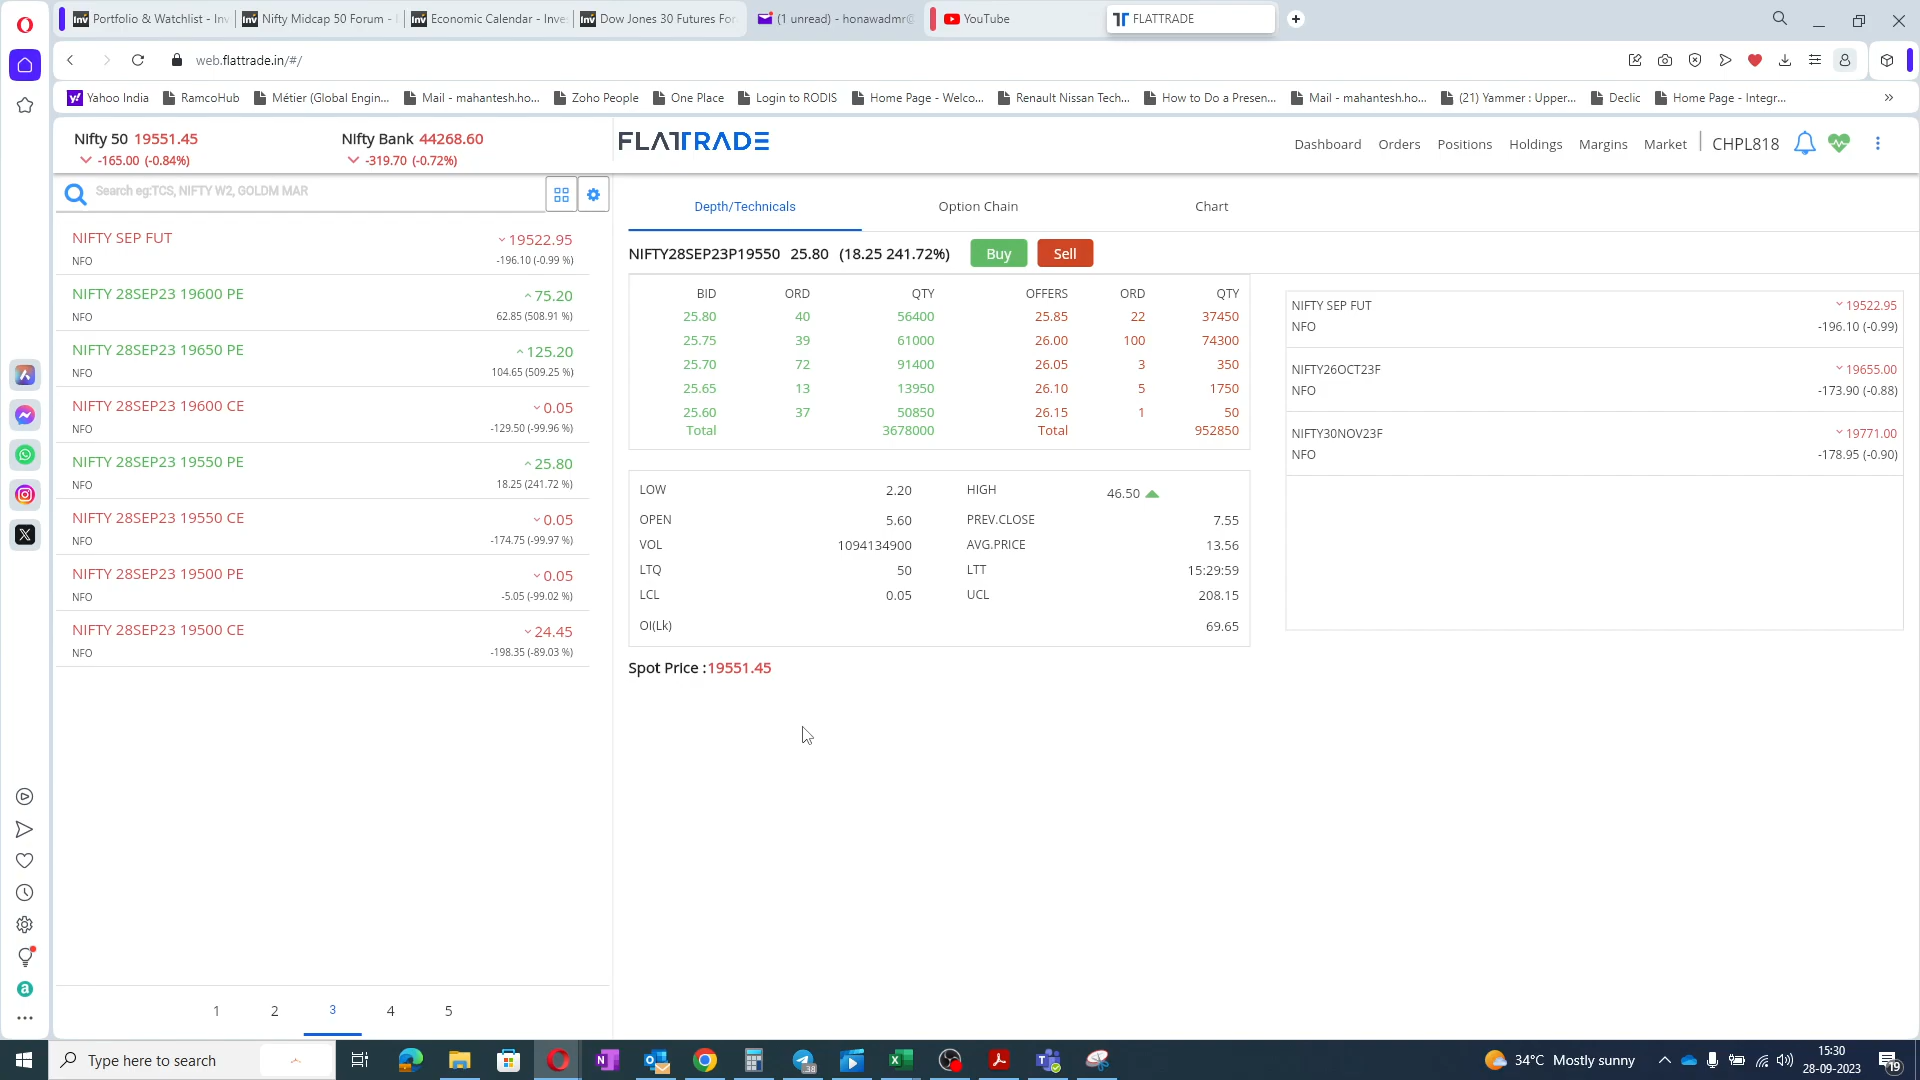 Portfolio & Watchlist - Inv
Nifty Midcap 50 Forum - I
Economic Calendar - Inve
Dow Jones 30 Futures For
(1 unread) - honawadmr@
YouTube
FLATTRADE
web.flattrade.in/#/
Yahoo India
RamcoHub
Métier (Global Engin...
Mail - mahantesh.ho...
Zoho People
One Place
Login to RODIS
Home Page - Welco...
Renault Nissan Tech...
How to Do a Presen...
Mail - mahantesh.ho...
(21) Yammer : Upper...
Declic
Home Page - Integr...
Nifty 50 19551.45
-165.00 (-0.84%)
Nifty Bank 44268.60
-319.70 (-0.72%)
FLATTRADE
Dashboard Orders Positions Holdings Margins Market CHPL818
Search eg:TCS, NIFTY W2, GOLDM MAR
NIFTY SEP FUT 19522.95
NFO -196.10 (-0.99 %)
NIFTY 28SEP23 19600 PE 75.20
NFO 62.85 (508.91 %)
NIFTY 28SEP23 19650 PE 125.20
NFO 104.65 (509.25 %)
NIFTY 28SEP23 19600 CE 0.05
NFO -129.50 (-99.96 %)
NIFTY 28SEP23 19550 PE 25.80
NFO 18.25 (241.72 %)
NIFTY 28SEP23 19550 CE 0.05
NFO -174.75 (-99.97 %)
NIFTY 28SEP23 19500 PE 0.05
NFO -5.05 (-99.02 %)
NIFTY 28SEP23 19500 CE 24.45
NFO -198.35 (-89.03 %)
1 2 3 4 5
Depth/Technicals Option Chain Chart
NIFTY28SEP23P19550 25.80 (18.25 241.72%) Buy Sell
BID ORD QTY OFFERS ORD QTY
25.80 40 56400 25.85 22 37450
25.75 39 61000 26.00 100 74300
25.70 72 91400 26.05 3 350
25.65 13 13950 26.10 5 1750
25.60 37 50850 26.15 1 50
Total 3678000 Total 952850
LOW 2.20 HIGH 46.50
OPEN 5.60 PREV.CLOSE 7.55
VOL 1094134900 AVG.PRICE 13.56
LTQ 50 LTT 15:29:59
LCL 0.05 UCL 208.15
OI(Lk) 69.65
Spot Price :19551.45
NIFTY SEP FUT 19522.95
NFO -196.10 (-0.99)
NIFTY26OCT23F 19655.00
NFO -173.90 (-0.88)
NIFTY30NOV23F 19771.00
NFO -178.95 (-0.90)
Type here to search
34°C Mostly sunny
15:30
28-09-2023
19